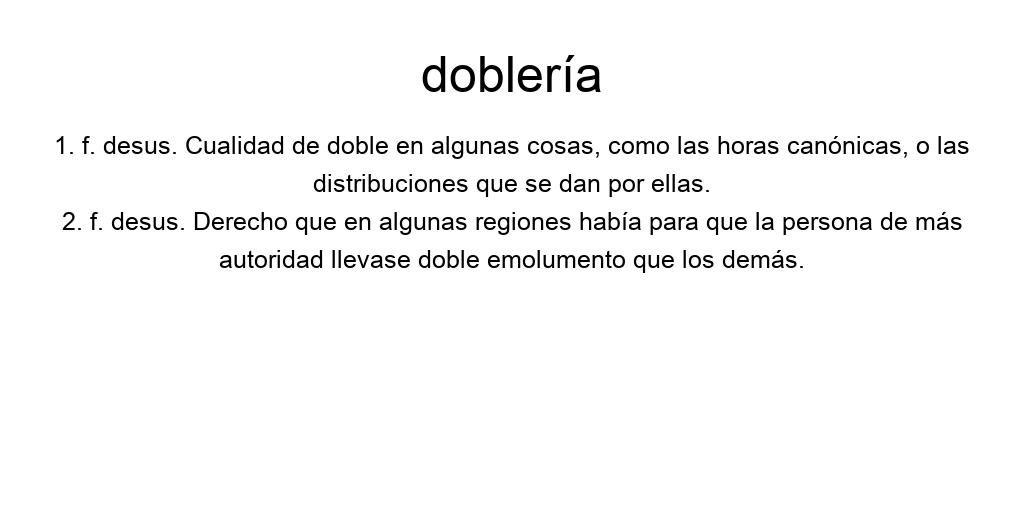 doblería
1. f. desus. Cualidad de doble en algunas cosas, como las horas canónicas, o las
distribuciones que se dan por ellas.
2. f. desus. Derecho que en algunas regiones había para que la persona de más
autoridad llevase doble emolumento que los demás.